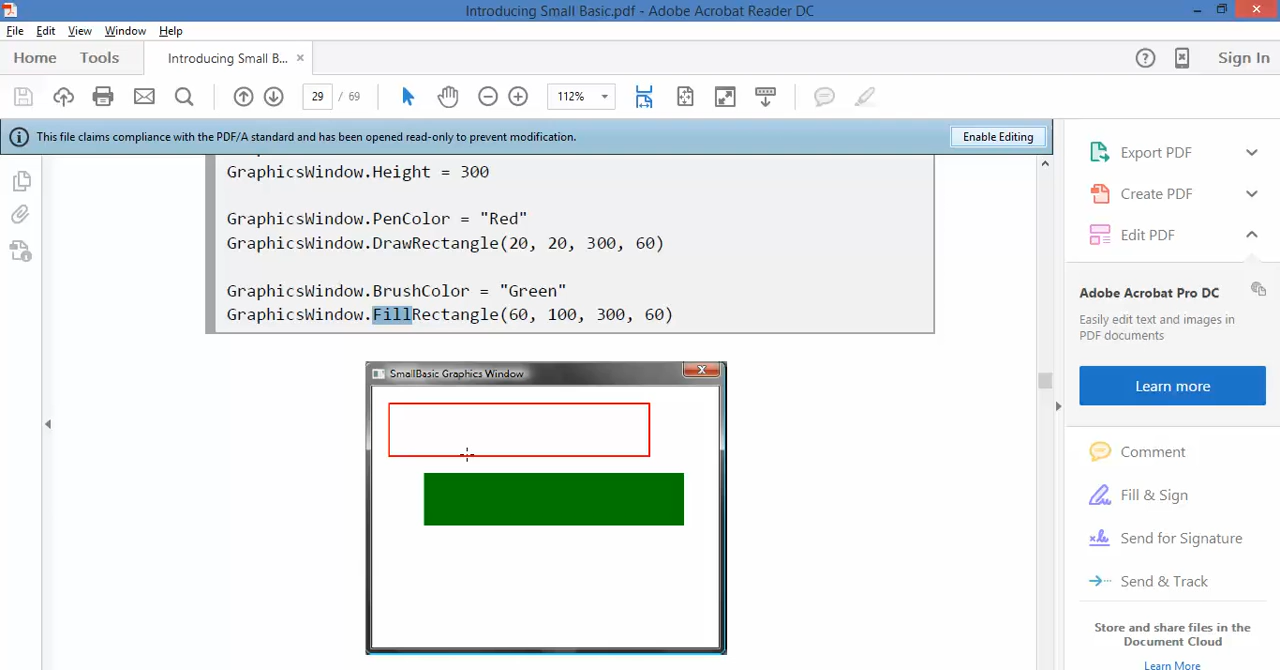 Introducing Small Basic.pdf - Adobe Acrobat Reader DC
File Edit View Window Help
Home Tools Introducing Small B... × Sign In
29 / 69 112%
This file claims compliance with the PDF/A standard and has been opened read-only to prevent modification. Enable Editing
GraphicsWindow.Height = 300
GraphicsWindow.PenColor = "Red"
GraphicsWindow.DrawRectangle(20, 20, 300, 60)
GraphicsWindow.BrushColor = "Green"
GraphicsWindow.FillRectangle(60, 100, 300, 60)
SmallBasic Graphics Window
Export PDF
Create PDF
Edit PDF
Adobe Acrobat Pro DC
Easily edit text and images in
PDF documents
Learn more
Comment
Fill & Sign
Send for Signature
Send & Track
Store and share files in the
Document Cloud
Learn More